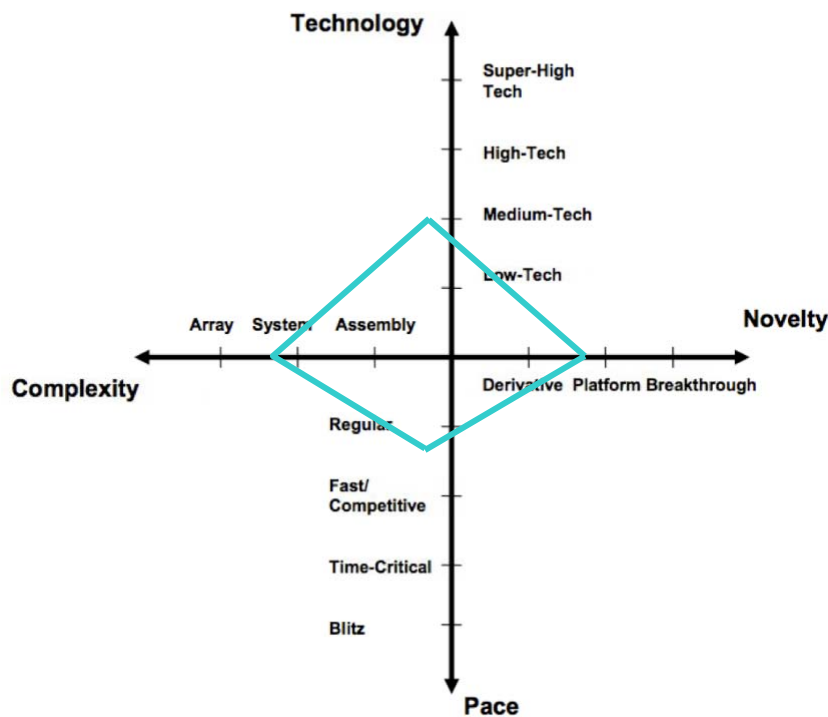 Technology
Super-High
Tech
High-Tech
Medium-Tech
Low-Tech
Array System Assembly
Novelty
Complexity
Derivative Platform Breakthrough
Regular
Fast/
Competitive
Time-Critical
Blitz
Pace